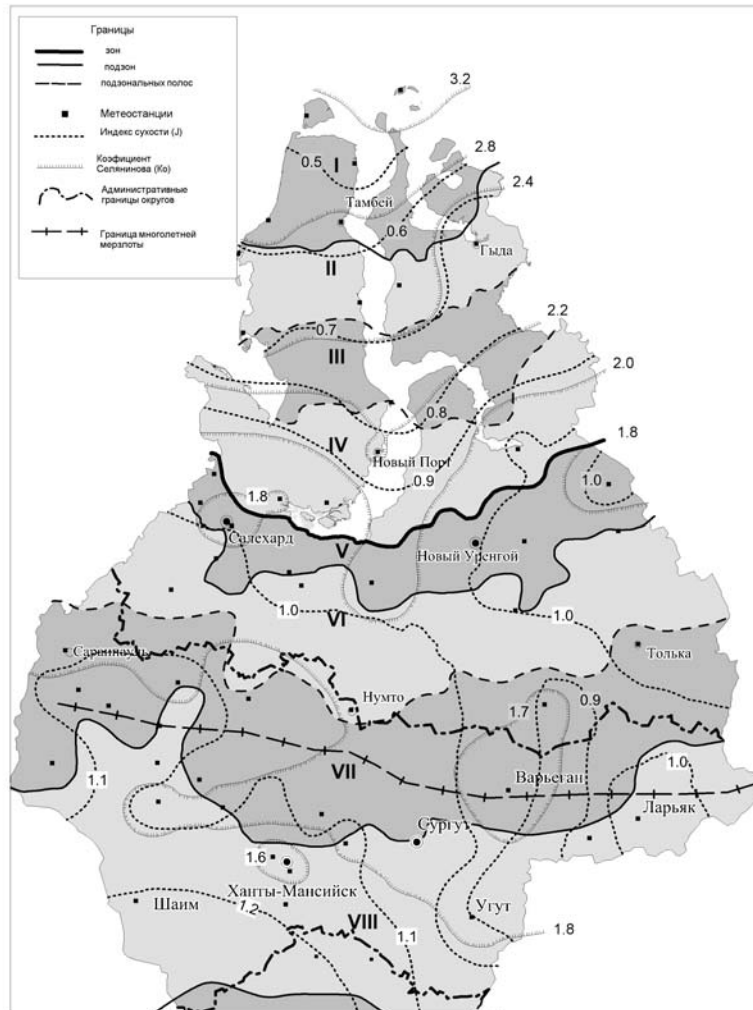 Границы
зон
подзон
подзональных полос
Метеостанции
Индекс сухости (J)
Коэфициент
Селянинова (Ко)
Административные
границы округов
Граница многолетней
мерзлоты
3.2
2.8
I
0.5
2.4
Тамбей
0.6
Гыда
II
2.2
0.7
III
2.0
0.8
1.8
IV
Новый Порт
0.9
1.0
1.8
Салехард
V
Новый Уренгой
1.0
VI
1.0
Саранпауль
Толька
Нумто
0.9
1.7
VII
1.1
Варьеган
1.0
Ларьяк
Сургут
1.6
Ханты-Мансийск
Шаим
1.2
Угут
VIII
1.1
1.8